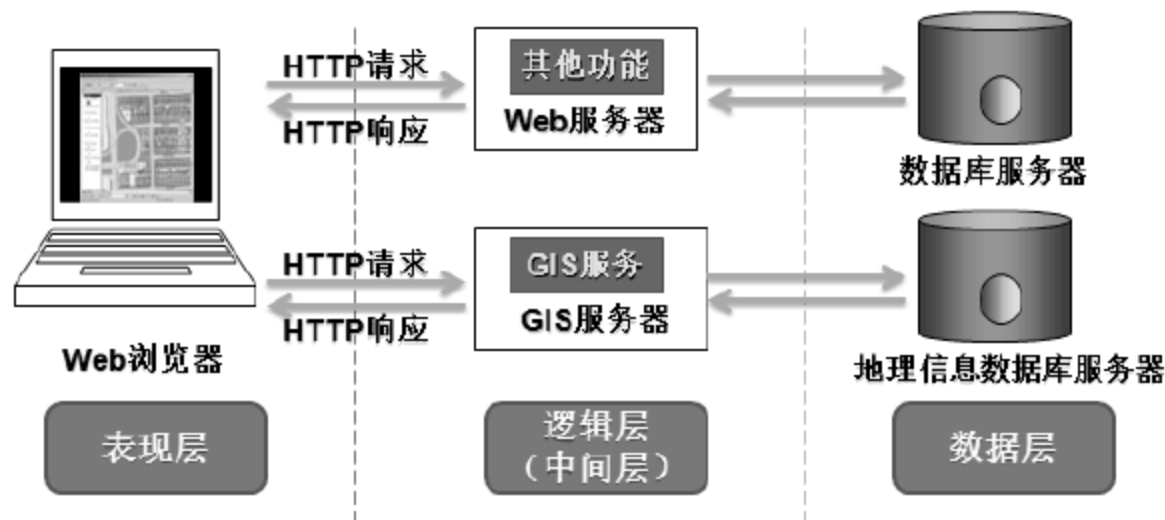 HTTP请求
HTTP响应
其他功能
Web服务器
数据库服务器
HTTP请求
HTTP响应
GIS服务
GIS服务器
Web浏览器
地理信息数据库服务器
表现层
逻辑层
（中间层）
数据层